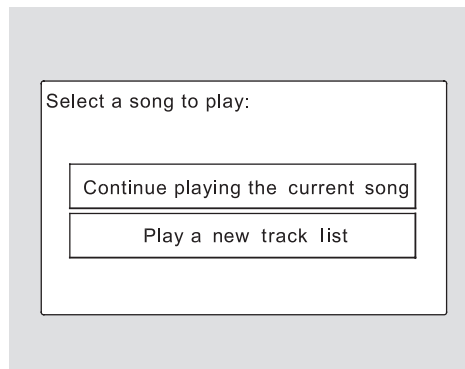 Select a song to play:
Continue playing the current song
Play a new track list